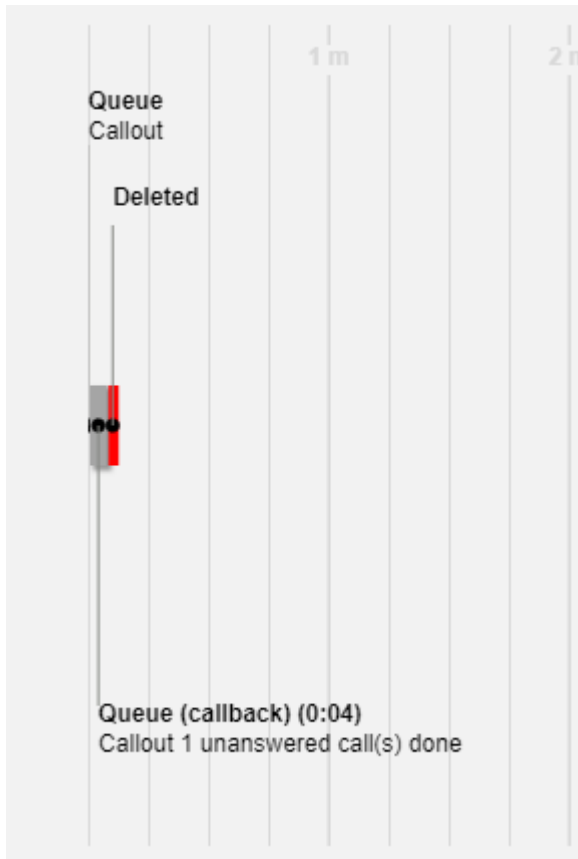 1 m
2 m
Queue
Callout
Deleted
Queue (callback) (0:04)
Callout 1 unanswered call(s) done